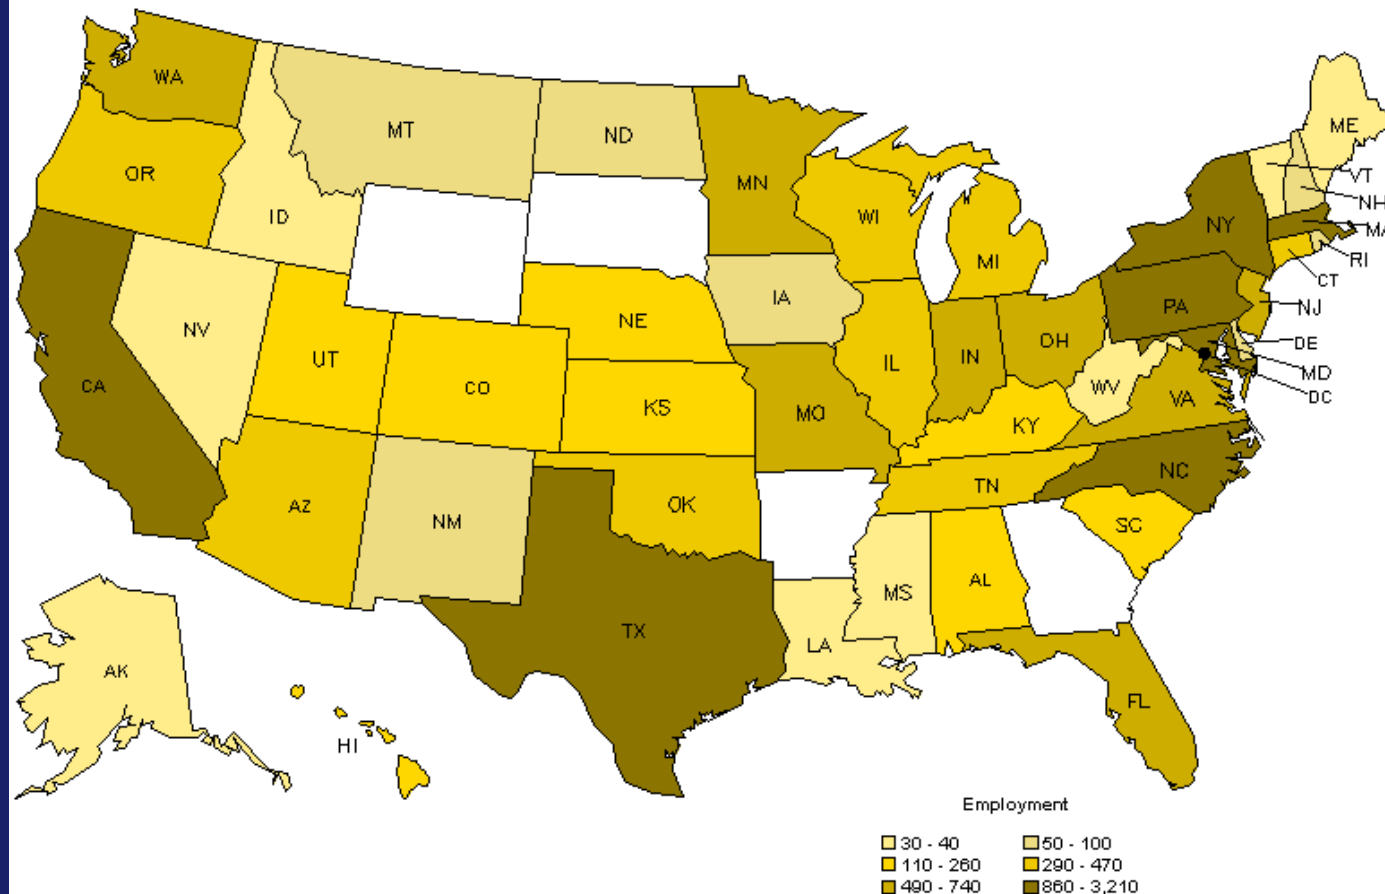 WA
MT
ND
ME
OR
MN
VT
ID
WI
NH
NY
MA
MI
RI
CT
IA
PA
NJ
NE
NV
OH
DE
UT
IL
IN
MD
CA
CO
WV
DC
KS
MO
VA
KY
NC
TN
AZ
OK
NM
SC
AL
MS
TX
LA
AK
FL
HI
Employment
30 - 40 50 - 100
110 - 260 290 - 470
490 - 740 860 - 3,210